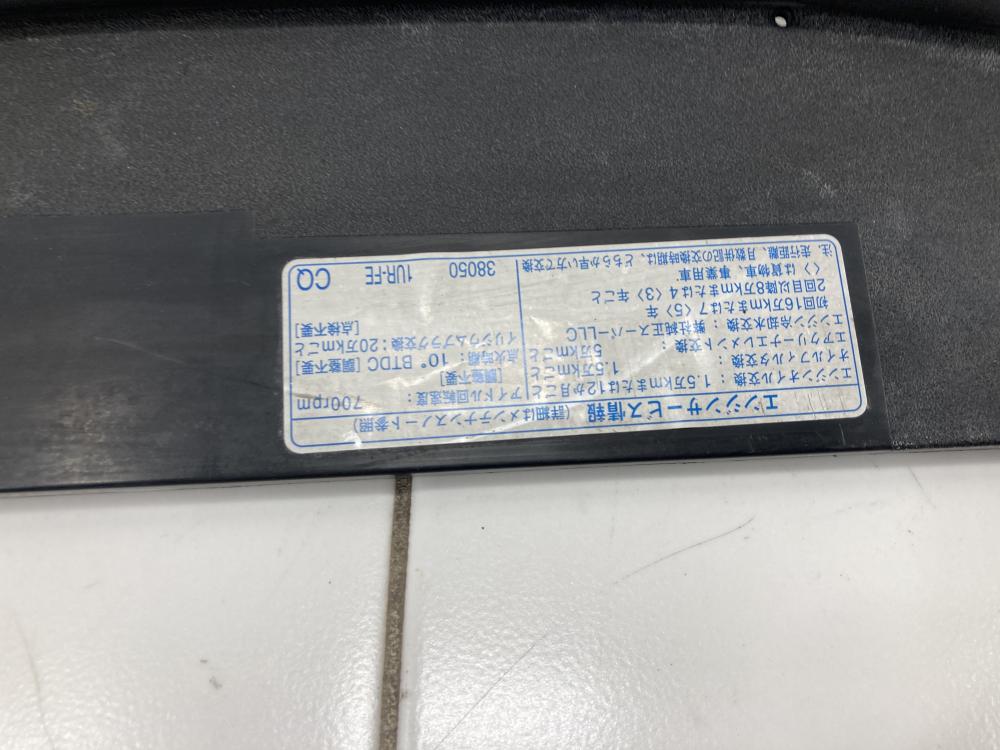 エンジンサービス情報 (詳細はメンテナンスノート参照)
エンジンオイル交換 : 1.5万kmまたは12か月ごと
オイルフィルタ交換 : 1.5万kmごと
エアクリーナーエレメント交換 : 5万kmごと
エンジン冷却水交換 : 弊社純正スーパーLLC
初回16万kmまたは7〈5〉年
2回目以降8万kmまたは4〈3〉年ごと
〈 〉は貨物車、事業用車
注. 走行距離、月数併記の交換時期は、どちらか早い方で交換
アイドル回転速度 : 700rpm
[調整不要]
点火時期 : 10° BTDC [調整不要]
イリジウムプラグ交換 : 20万kmごと
[点検不要]
38050 1UR-FE CQ